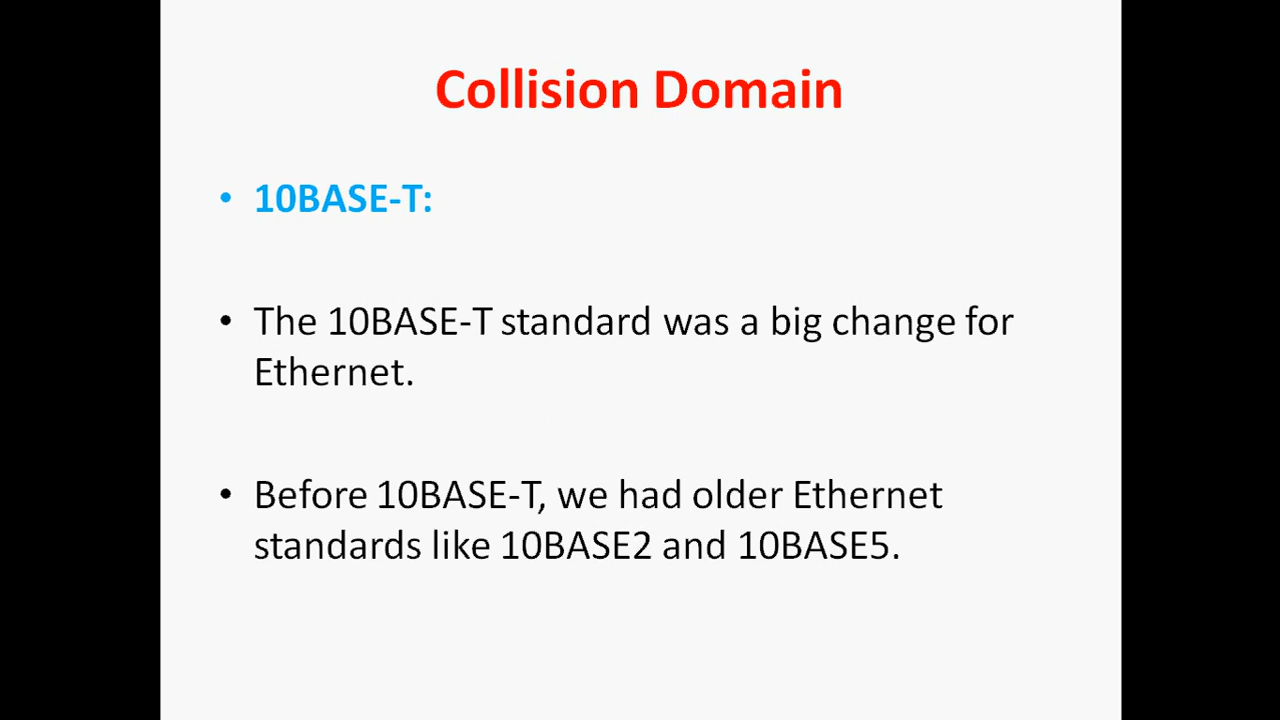 Collision Domain
• 10BASE-T:
• The 10BASE-T standard was a big change for
Ethernet.
• Before 10BASE-T, we had older Ethernet
standards like 10BASE2 and 10BASE5.